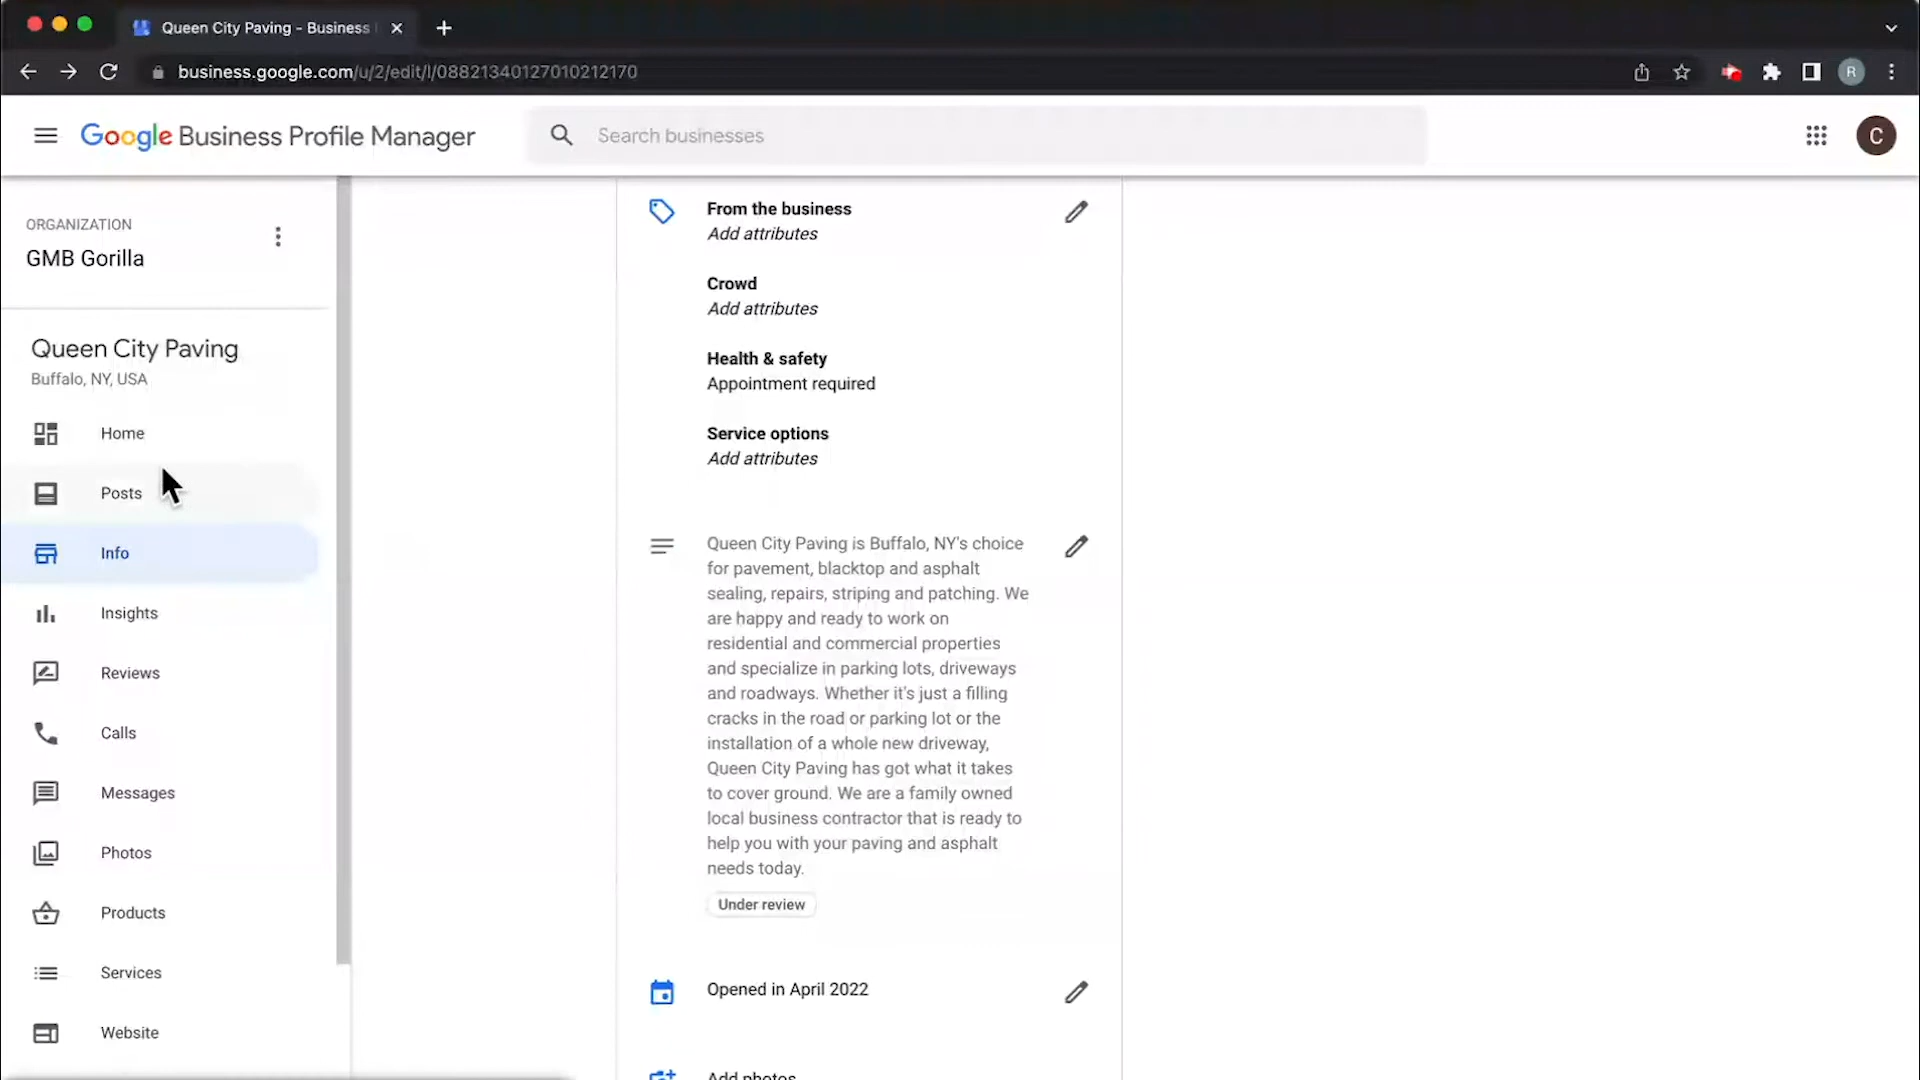 Queen City Paving - Business
business.google.com/u/2/edit/l/08821340127010212170
R
Google Business Profile Manager
Search businesses
C
ORGANIZATION
GMB Gorilla
Queen City Paving
Buffalo, NY, USA
Home
Posts
Info
Insights
Reviews
Calls
Messages
Photos
Products
Services
Website
From the business
Add attributes
Crowd
Add attributes
Health & safety
Appointment required
Service options
Add attributes
Queen City Paving is Buffalo, NY's choice
for pavement, blacktop and asphalt
sealing, repairs, striping and patching. We
are happy and ready to work on
residential and commercial properties
and specialize in parking lots, driveways
and roadways. Whether it's just a filling
cracks in the road or parking lot or the
installation of a whole new driveway,
Queen City Paving has got what it takes
to cover ground. We are a family owned
local business contractor that is ready to
help you with your paving and asphalt
needs today.
Under review
Opened in April 2022
Add photos